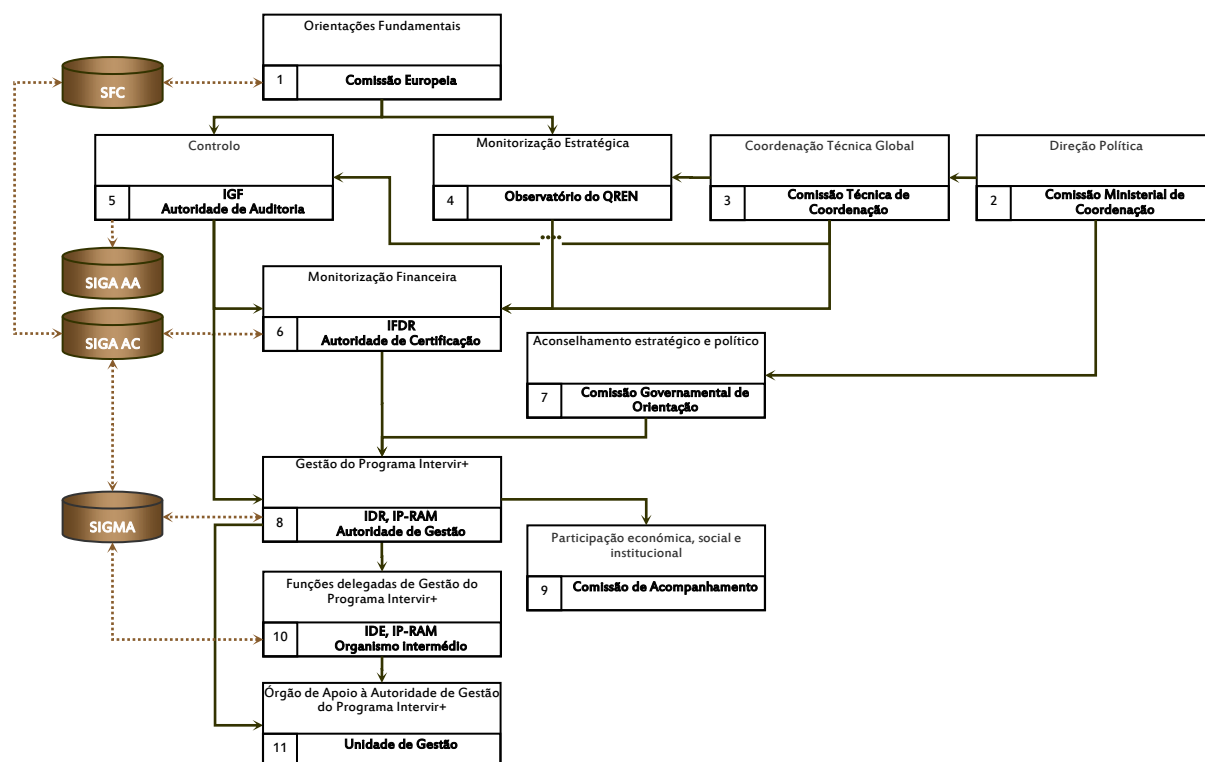 Orientações Fundamentais
1
Comissão Europeia
SFC
Controlo
5
IGF
Autoridade de Auditoria
Monitorização Estratégica
4
Observatório do QREN
Coordenação Técnica Global
3
Comissão Técnica de
Coordenação
Direção Política
2
Comissão Ministerial de
Coordenação
SIGA AA
Monitorização Financeira
6
IFDR
Autoridade de Certificação
SIGA AC
Aconselhamento estratégico e político
7
Comissão Governamental de
Orientação
Gestão do Programa Intervir+
8
IDR, IP-RAM
Autoridade de Gestão
SIGMA
Participação económica, social e
institucional
9
Comissão de Acompanhamento
Funções delegadas de Gestão do
Programa Intervir+
10
IDE, IP-RAM
Organismo intermédio
Órgão de Apoio à Autoridade de Gestão
do Programa Intervir+
11
Unidade de Gestão